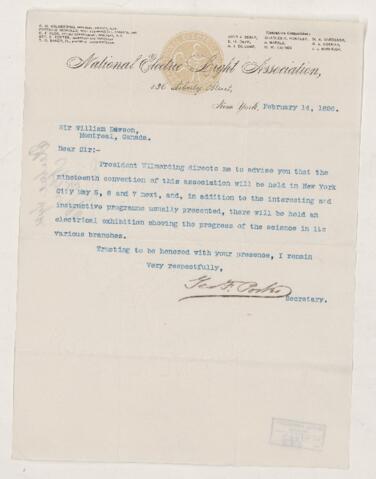 National Electric Light Association,
136 Liberty Street,
New York, February 14, 1896.
Sir William Dawson,
Montreal, Canada.
Dear Sir:-
President Wilmerding directs me to advise you that the
nineteenth convention of this association will be held in New York
City May 5, 6 and 7 next, and, in addition to the interesting and
instructive programme usually presented, there will be held an
electrical exhibition showing the progress of the science in its
various branches.
Trusting to be honored with your presence, I remain
Very respectfully,
Geo. F. Porter
Secretary.